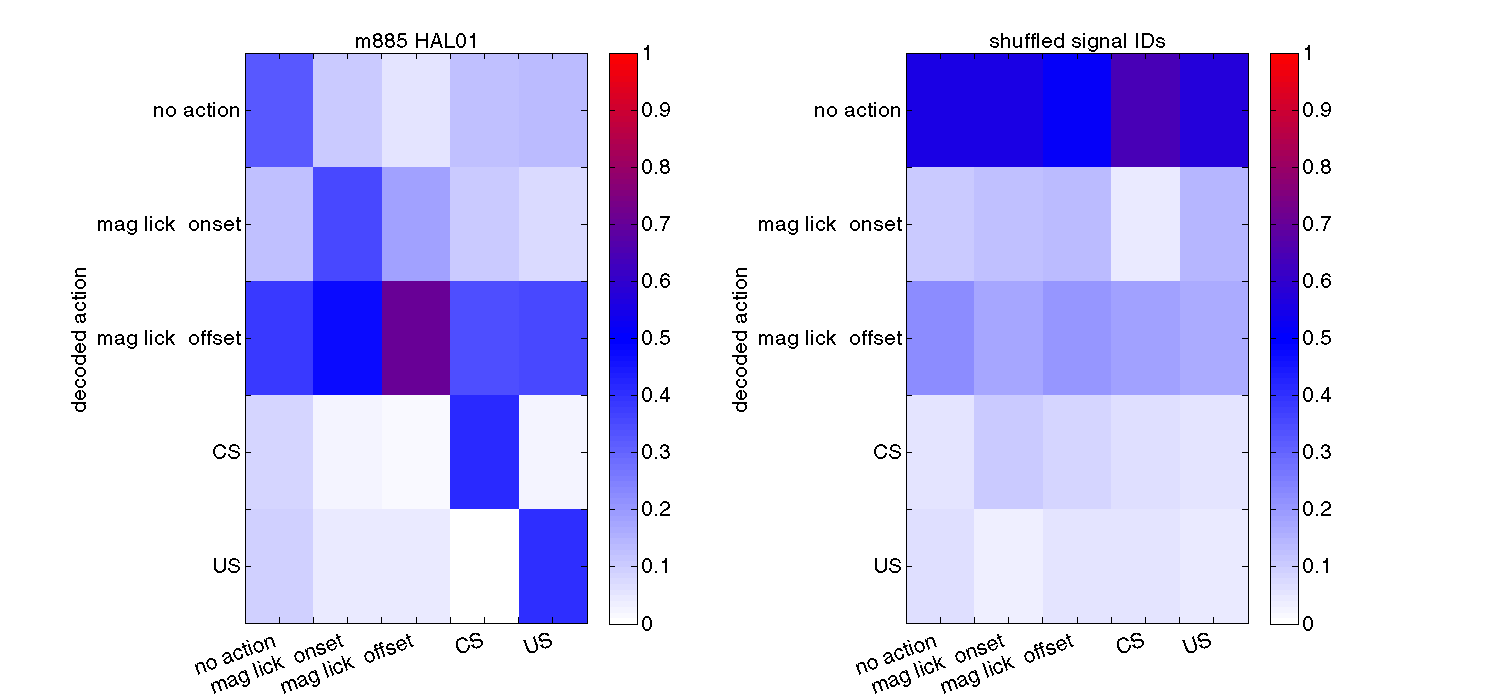 m885 HAL01
no action
mag lick  onset
mag lick  offset
CS
US
decoded action
no action
mag lick  onset
mag lick  offset
CS
US
1
0.9
0.8
0.7
0.6
0.5
0.4
0.3
0.2
0.1
0
shuffled signal IDs
no action
mag lick  onset
mag lick  offset
CS
US
decoded action
no action
mag lick  onset
mag lick  offset
CS
US
1
0.9
0.8
0.7
0.6
0.5
0.4
0.3
0.2
0.1
0